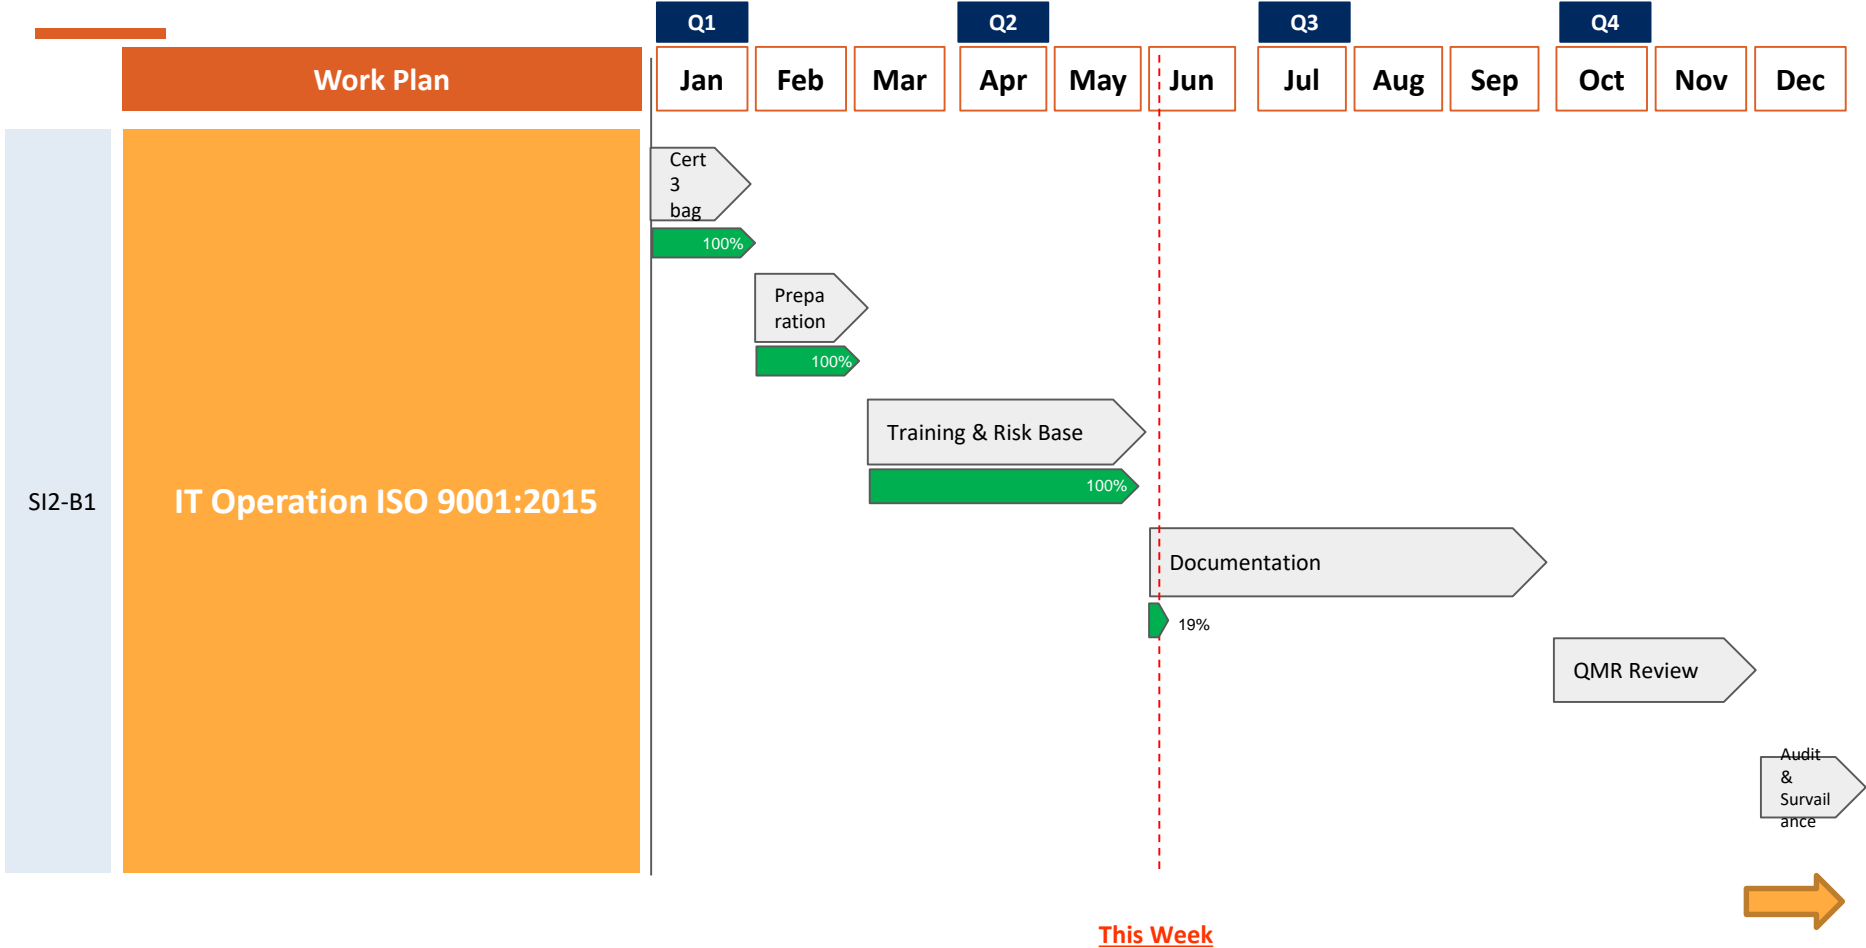 Q1 Q2 Q3 Q4
Work Plan Jan Feb Mar Apr May Jun Jul Aug Sep Oct Nov Dec
Cert
3
bag
100%
Prepa
ration
100%
Training & Risk Base
100%
SI2-B1
IT Operation ISO 9001:2015
Documentation
19%
QMR Review
Audit
&
Survail
ance
This Week